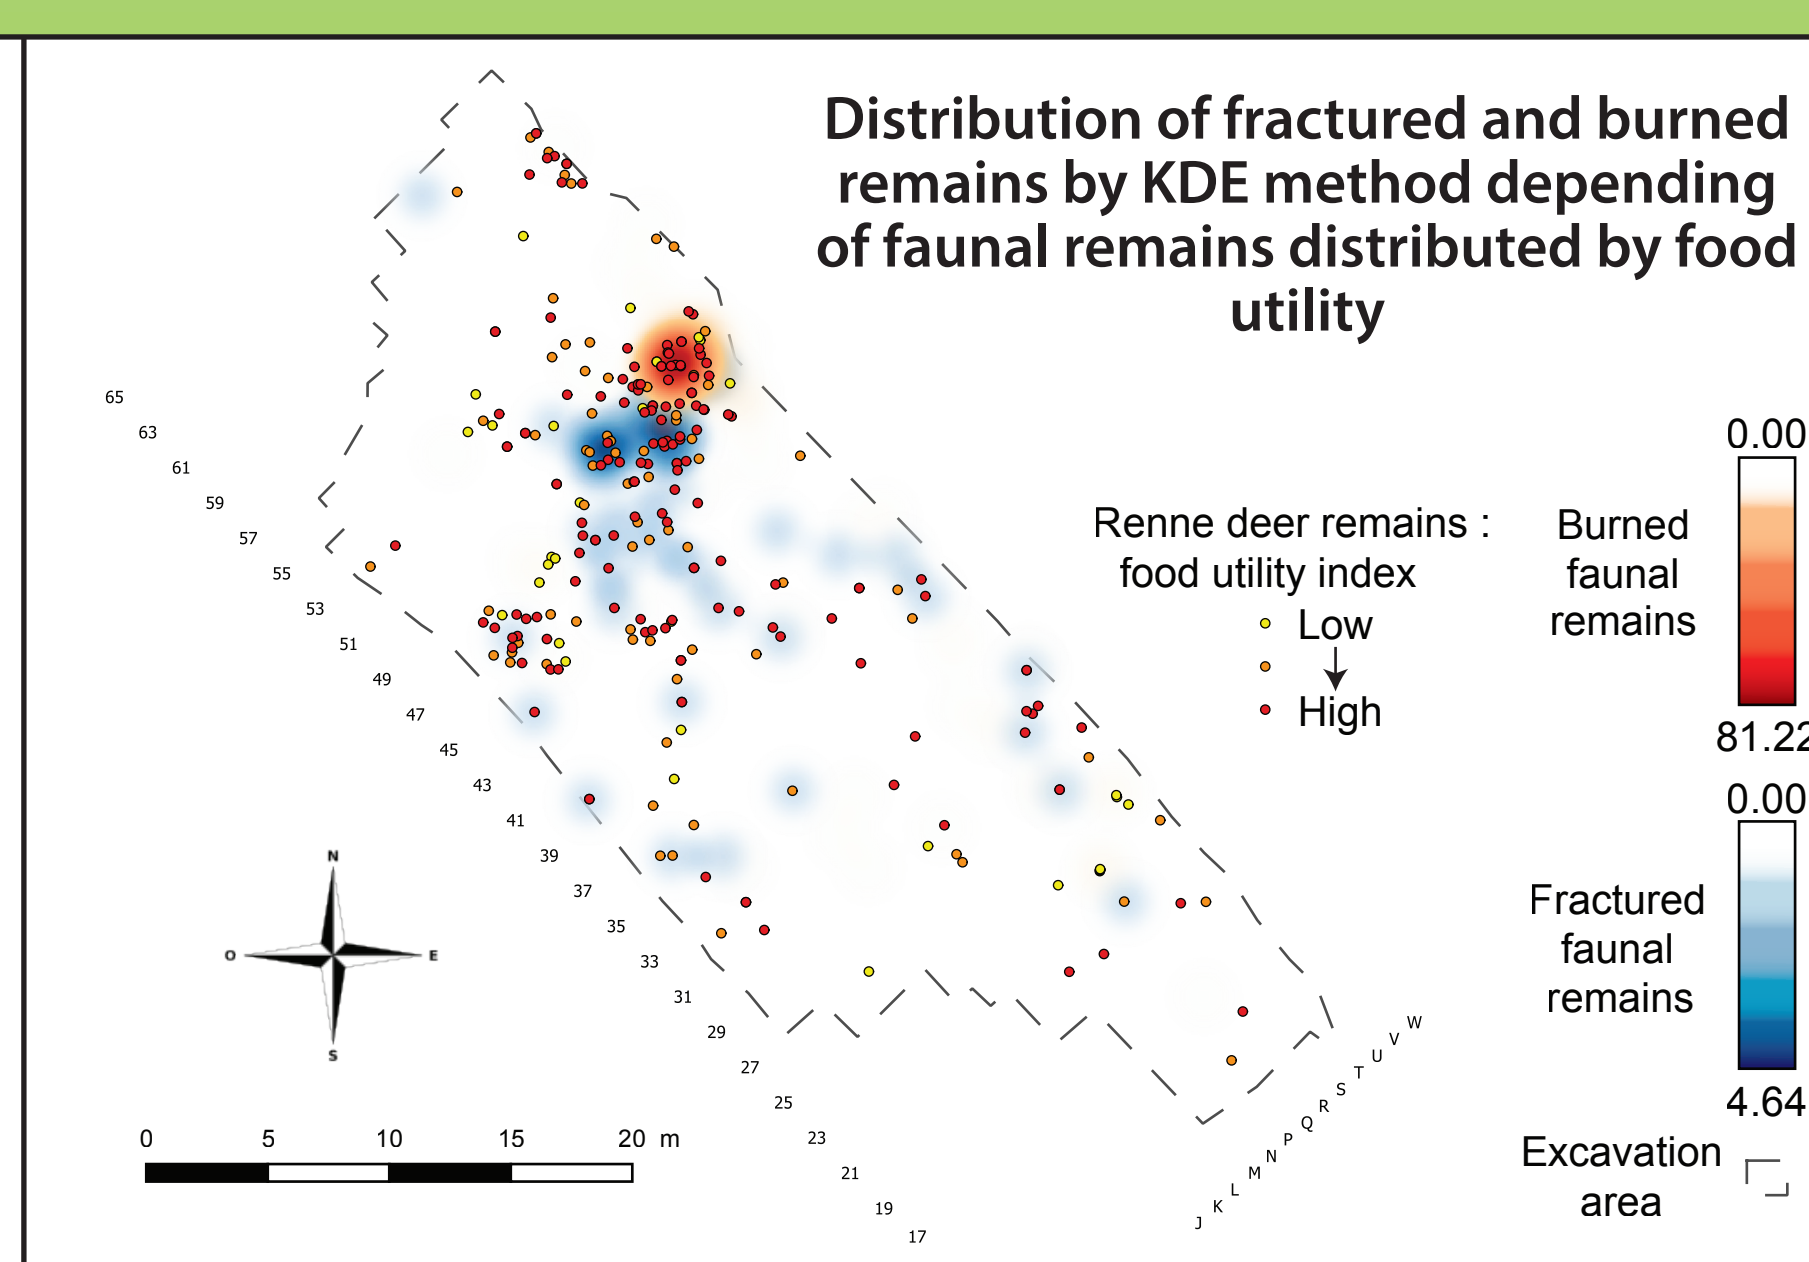 Distribution of fractured and burned
remains by KDE method depending
of faunal remains distributed by food
utility
65
63
61
59
57
55
53
51
49
47
45
43
41
39
37
35
33
31
29
27
25
23
21
19
17
J
K
L
M
N
P
Q
R
S
T
U
V
W
N
O
E
S
0
5
10
15
20 m
Renne deer remains :
food utility index
Low
High
Burned
faunal
remains
0.00
81.22
Fractured
faunal
remains
0.00
4.64
Excavation
area